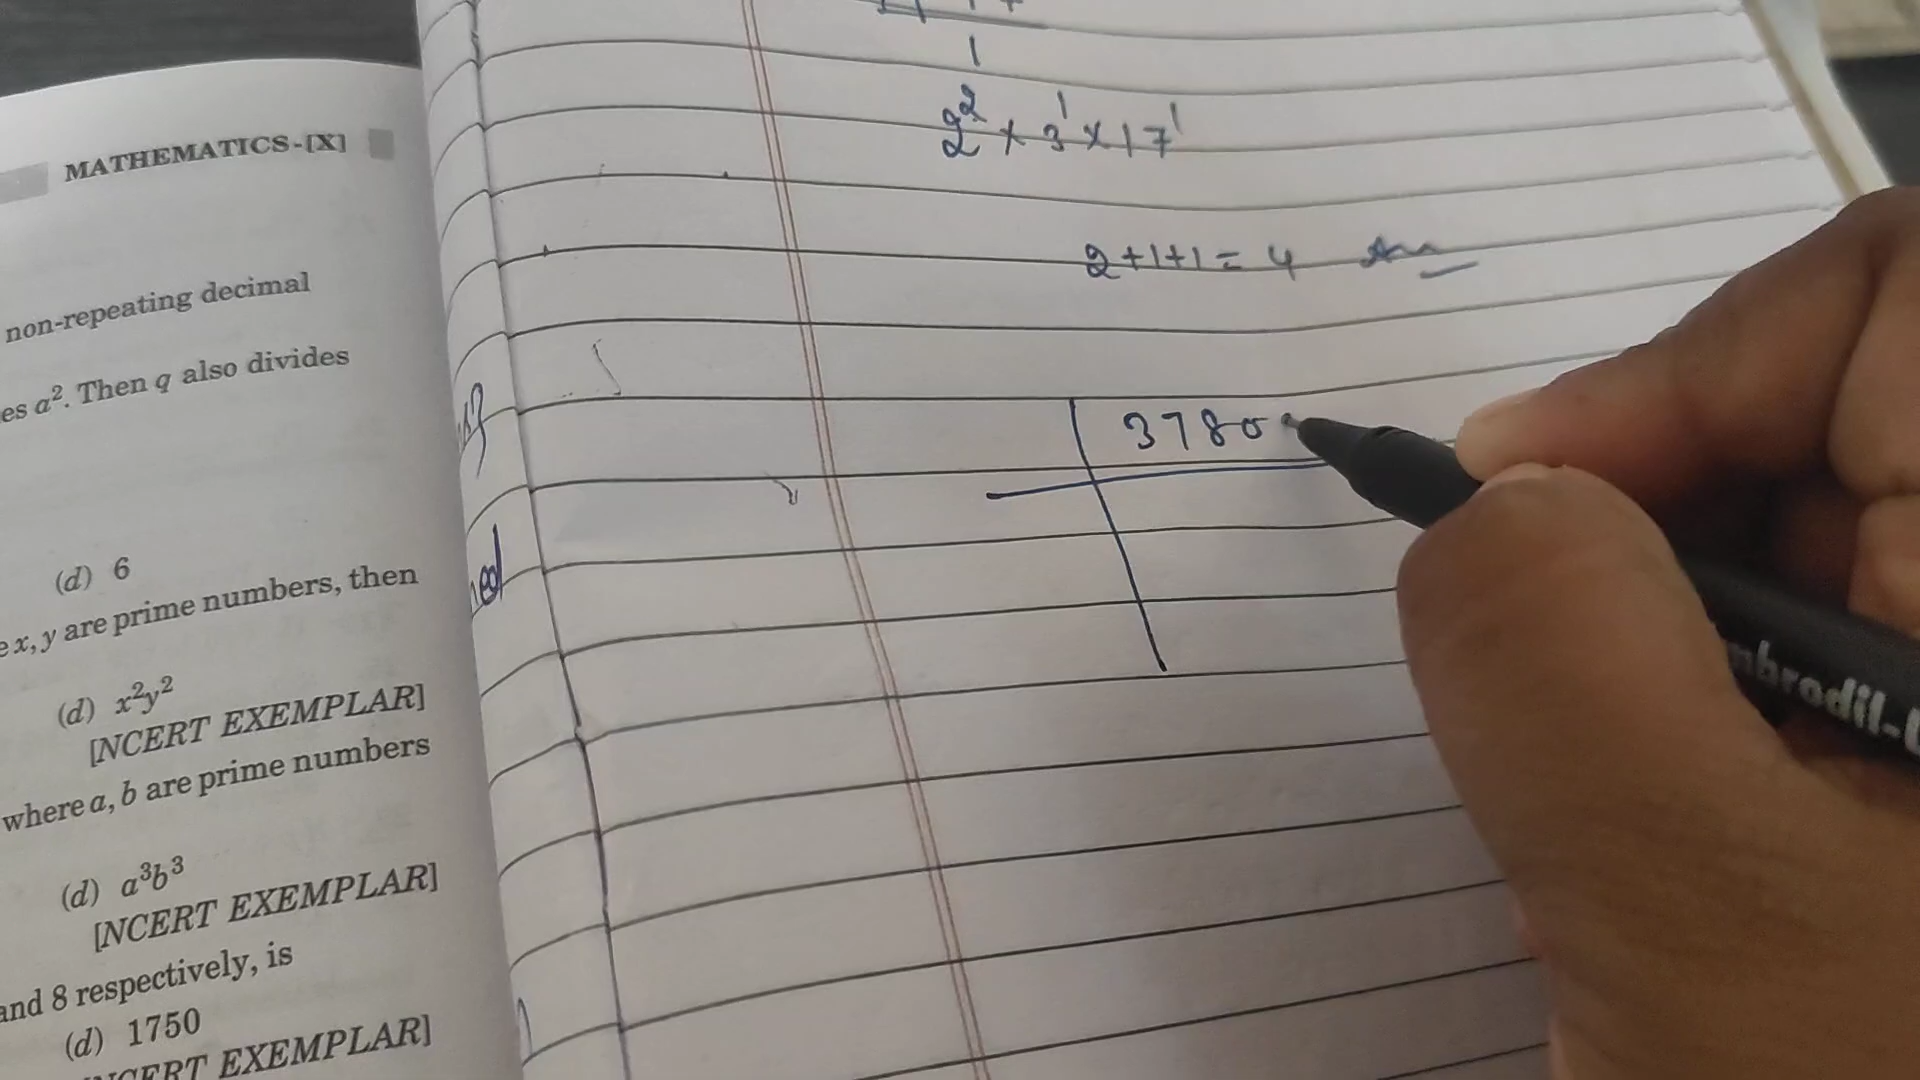 MATHEMATICS-[X]
non-repeating decimal
es a². Then q also divides
(d) 6
e x, y are prime numbers, then
(d) x²y²
[NCERT EXEMPLAR]
where a, b are prime numbers
(d) a³b³
[NCERT EXEMPLAR]
and 8 respectively, is
(d) 1750
NCERT EXEMPLAR]
1
2² × 3¹ × 17¹
2+1+1 = 4 Ans
3780